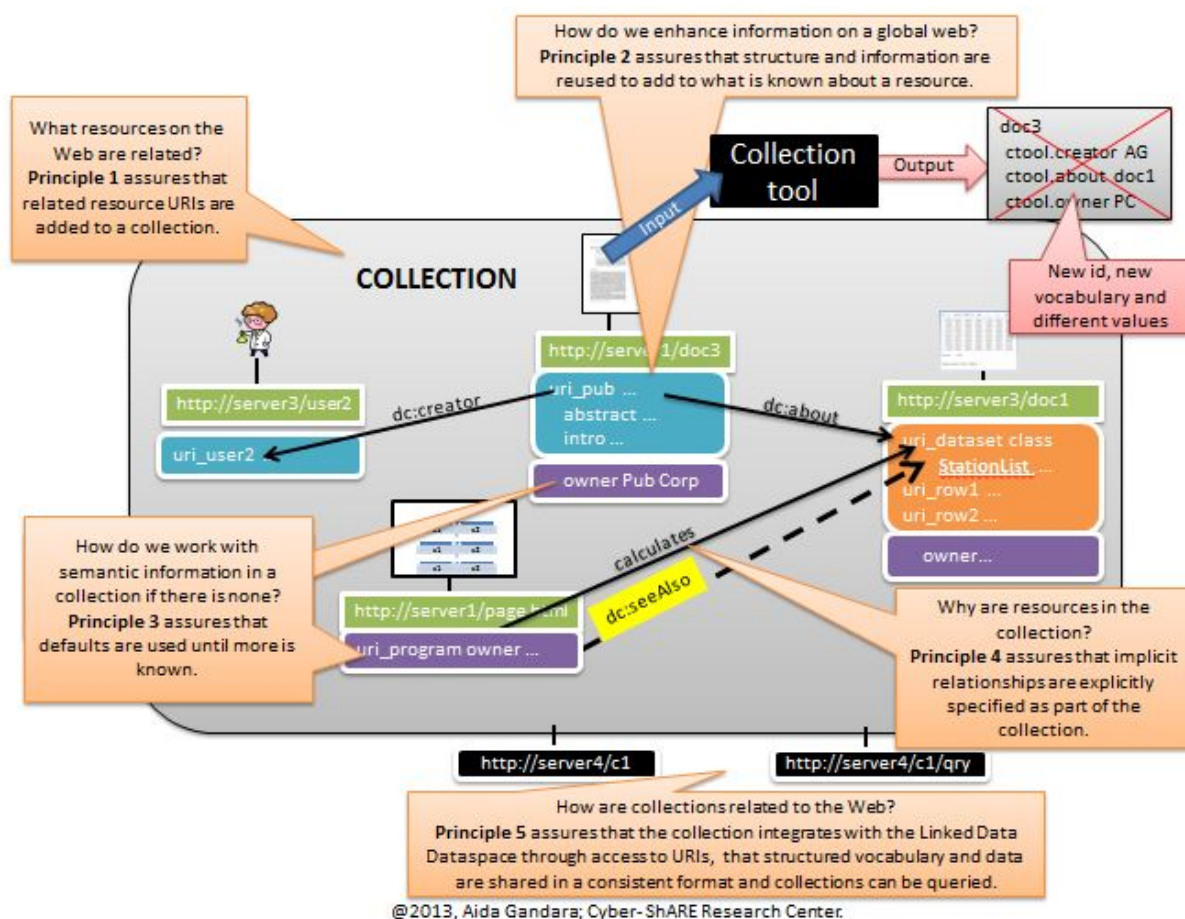 How do we enhance information on a global web?
Principle 2 assures that structure and information are
reused to add to what is known about a resource.
What resources on the
Web are related?
Principle 1 assures that
related resource URIs are
added to a collection.
Collection
tool
Input
Output
doc3
ctool.creator AG
ctool.about doc1
ctool.owner PC
New id, new
vocabulary and
different values
COLLECTION
http://server3/user2
uri_user2 ...
dc:creator
http://server1/doc3
uri_pub ...
abstract ...
intro ...
owner Pub Corp
dc:about
http://server3/doc1
uri_dataset class
StationList ...
uri_row1 ...
uri_row2 ...
owner...
How do we work with
semantic information in a
collection if there is none?
Principle 3 assures that
defaults are used until more is
known.
http://server1/page.html
uri_program owner ...
calculates
dc:seeAlso
Why are resources in the
collection?
Principle 4 assures that implicit
relationships are explicitly
specified as part of the
collection.
http://server4/c1
http://server4/c1/qry
How are collections related to the Web?
Principle 5 assures that the collection integrates with the Linked Data
Dataspace through access to URIs, that structured vocabulary and data
are shared in a consistent format and collections can be queried.
@2013, Aida Gandara; Cyber-ShARE Research Center.